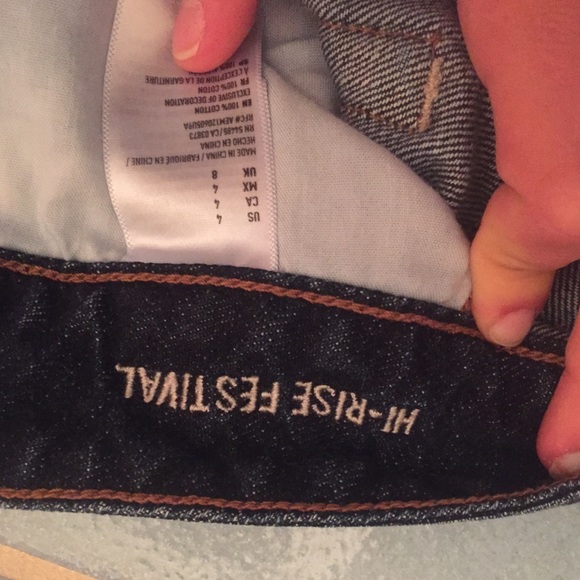 US 4
CA 4
MX 4
UK 8
MADE IN CHINA / FABRIQUÉ EN CHINE /
HECHO EN CHINA
RN 54485 / CA 03873
EN 100% COTTON
EXCLUSIVE OF DECORATION
FR 100% COTON
À L'EXCEPTION DE LA GARNITURE
HI-RISE FESTIVAL